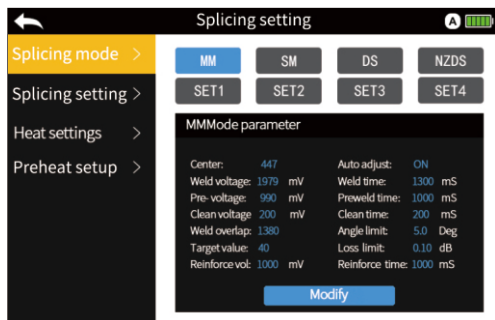 Splicing setting A
Splicing mode >
Splicing setting >
Heat settings >
Preheat setup >
MM SM DS NZDS
SET1 SET2 SET3 SET4
MMMode parameter
Center: 447 Auto adjust: ON
Weld voltage: 1979 mV Weld time: 1300 mS
Pre- voltage: 990 mV Preweld time: 1000 mS
Clean voltage 200 mV Clean time: 200 mS
Weld overlap: 1380 Angle limit: 5.0 Deg
Target value: 40 Loss limit: 0.10 dB
Reinforce vol: 1000 mV Reinforce time: 1000 mS
Modify